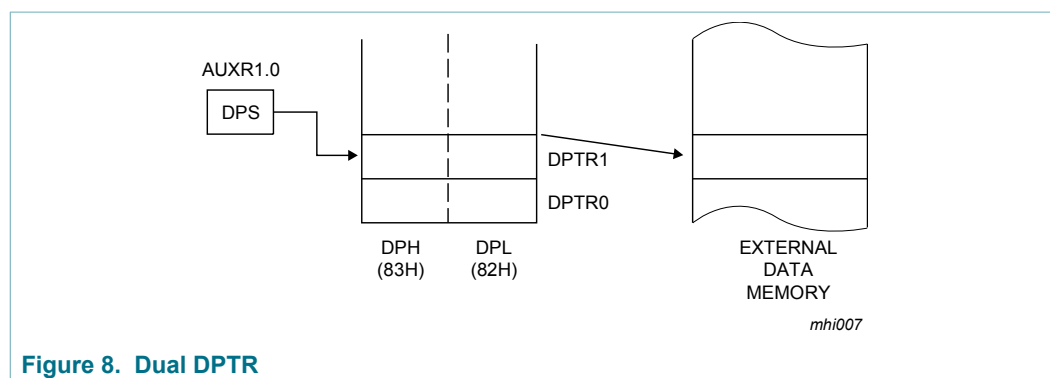 AUXR1.0
DPS
DPTR1
DPTR0
DPH
(83H)
DPL
(82H)
EXTERNAL
DATA
MEMORY
mhi007
Figure 8. Dual DPTR